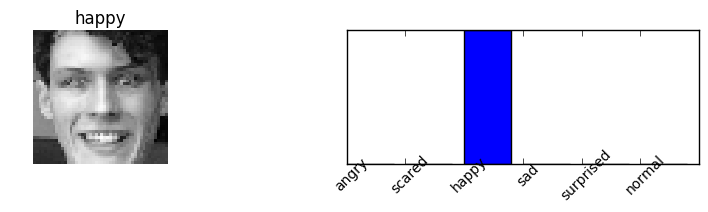 happy
angry
scared
happy
sad
surprised
normal